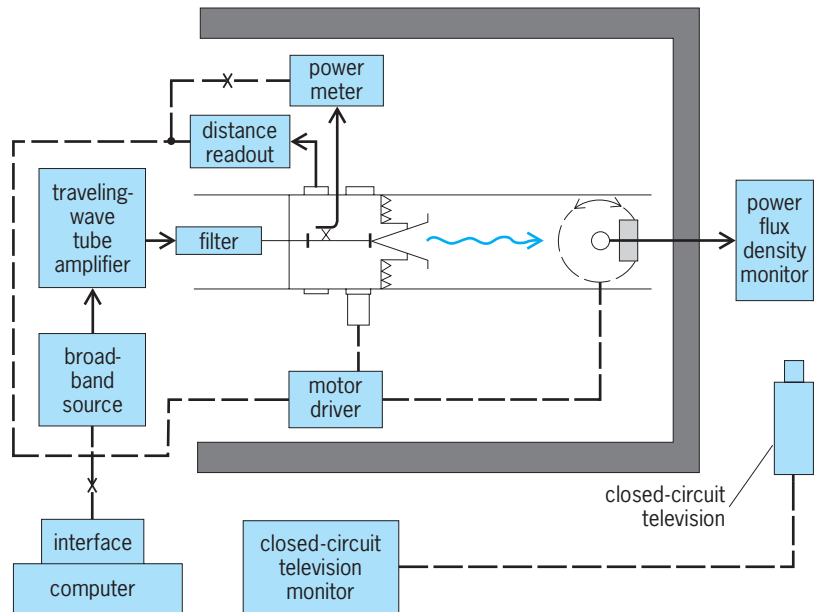 power
meter
distance
readout
traveling-
wave
tube
amplifier
filter
power
flux
density
monitor
broad-
band
source
motor
driver
closed-circuit
television
interface
computer
closed-circuit
television
monitor